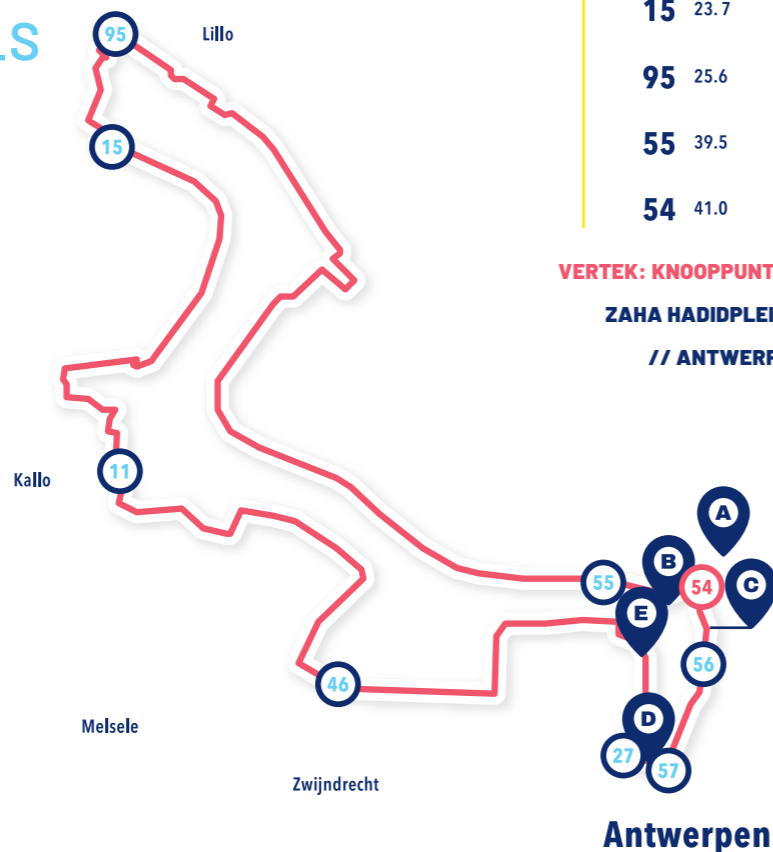 LS
95
Lillo
15
15 23.7
95 25.6
55 39.5
54 41.0
VERTEK: KNOOPPUNT
ZAHA HADIDPLEI
// ANTWERP
11
Kallo
A
B
C
55
54
E
56
46
D
27
57
Melsele
Zwijndrecht
Antwerpen